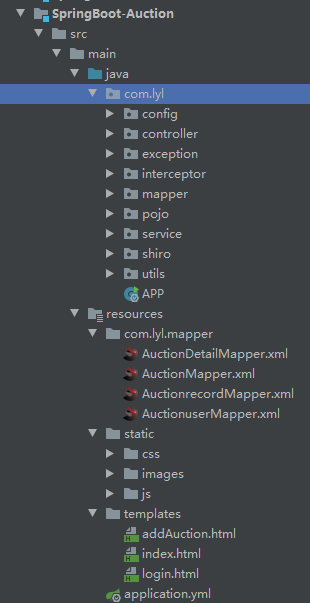 SpringBoot-Auction
src
main
java
com.lyl
config
controller
exception
interceptor
mapper
pojo
service
shiro
utils
APP
resources
com.lyl.mapper
AuctionDetailMapper.xml
AuctionMapper.xml
AuctionrecordMapper.xml
AuctionuserMapper.xml
static
css
images
js
templates
addAuction.html
index.html
login.html
application.yml